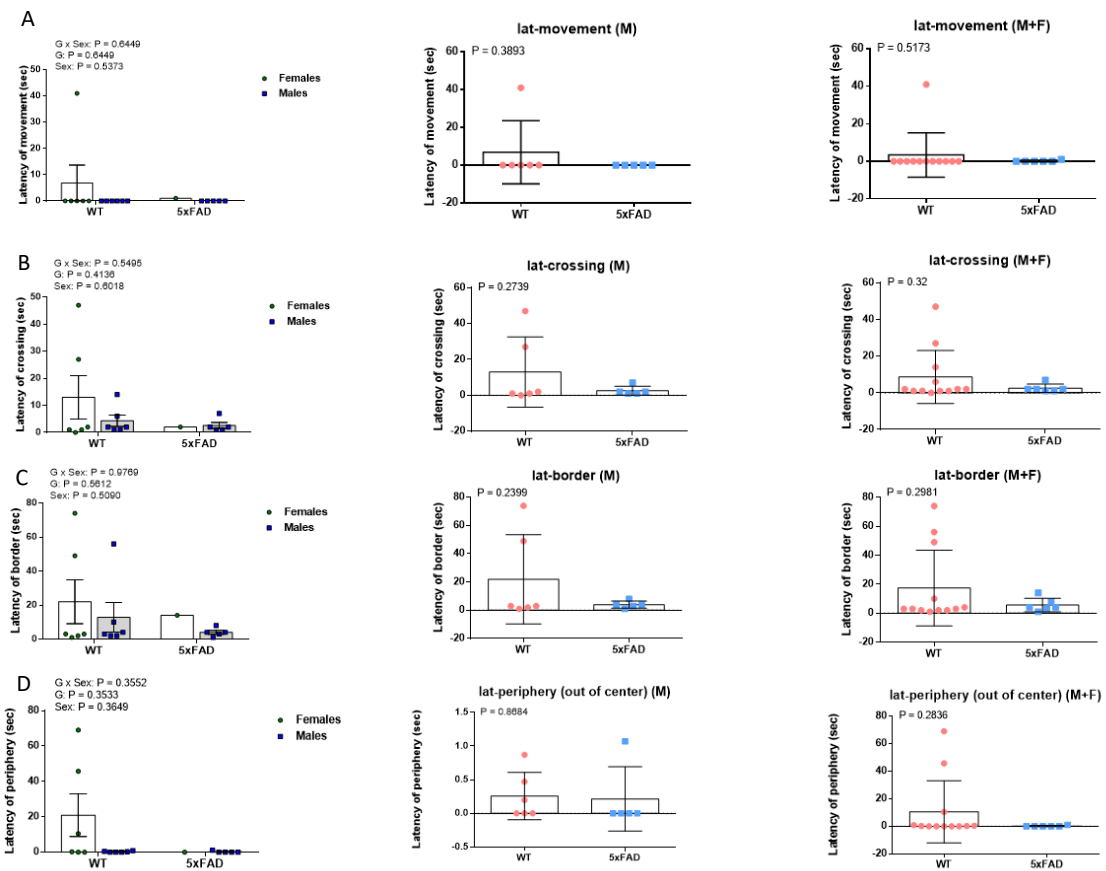 A
G x Sex: P = 0.6449
G: P = 0.6449
Sex: P = 0.5373
Latency of movement (sec)
50
40
30
20
10
0
WT
5xFAD
Females
Males
lat-movement (M)
P = 0.3893
Latency of movement (sec)
60
40
20
0
-20
WT
5xFAD
lat-movement (M+F)
P = 0.5173
Latency of movement (sec)
60
40
20
0
-20
WT
5xFAD
B
G x Sex: P = 0.5495
G: P = 0.4136
Sex: P = 0.6018
Latency of crossing (sec)
50
40
30
20
10
0
WT
5xFAD
Females
Males
lat-crossing (M)
P = 0.2739
Latency of crossing (sec)
60
40
20
0
-20
WT
5xFAD
lat-crossing (M+F)
P = 0.32
Latency of crossing (sec)
60
40
20
0
-20
WT
5xFAD
C
G x Sex: P = 0.9769
G: P = 0.5612
Sex: P = 0.5090
Latency of border (sec)
80
60
40
20
0
WT
5xFAD
Females
Males
lat-border (M)
P = 0.2399
Latency of border (sec)
80
60
40
20
0
-20
WT
5xFAD
lat-border (M+F)
P = 0.2981
Latency of border (sec)
80
60
40
20
0
-20
WT
5xFAD
D
G x Sex: P = 0.3552
G: P = 0.3533
Sex: P = 0.3649
Latency of periphery (sec)
80
60
40
20
0
WT
5xFAD
Females
Males
lat-periphery (out of center) (M)
P = 0.8684
Latency of periphery (sec)
1.5
1.0
0.5
0.0
-0.5
WT
5xFAD
lat-periphery (out of center) (M+F)
P = 0.2836
Latency of periphery (sec)
80
60
40
20
0
-20
WT
5xFAD